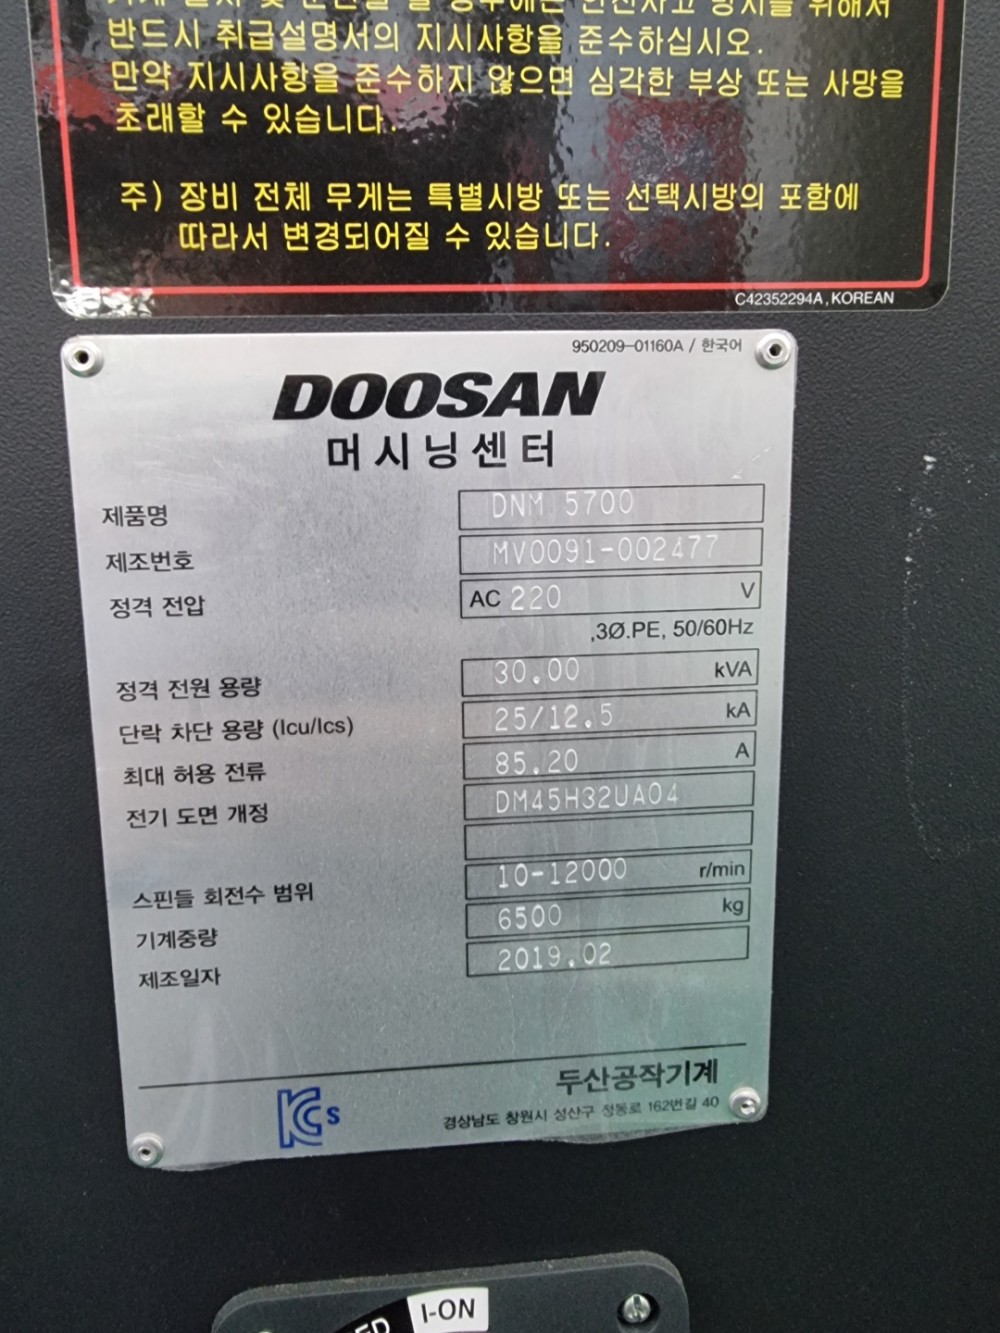 반드시 취급설명서의 지시사항을 준수하십시오.
만약 지시사항을 준수하지 않으면 심각한 부상 또는 사망을
초래할 수 있습니다.
주) 장비 전체 무게는 특별시방 또는 선택시방의 포함에
따라서 변경되어질 수 있습니다.
C42352294A, KOREAN
950209-01160A / 한국어
DOOSAN
머시닝센터
제품명 DNM 5700
제조번호 MV0091-002477
정격 전압 AC 220 V
,3Ø.PE, 50/60Hz
정격 전원 용량 30.00 kVA
단락 차단 용량 (Icu/Ics) 25/12.5 kA
최대 허용 전류 85.20 A
전기 도면 개정 DM45H32UA04
스핀들 회전수 범위 10-12000 r/min
기계중량 6500 kg
제조일자 2019.02
두산공작기계
경상남도 창원시 성산구 정동로 162번길 40
KCs
I-ON